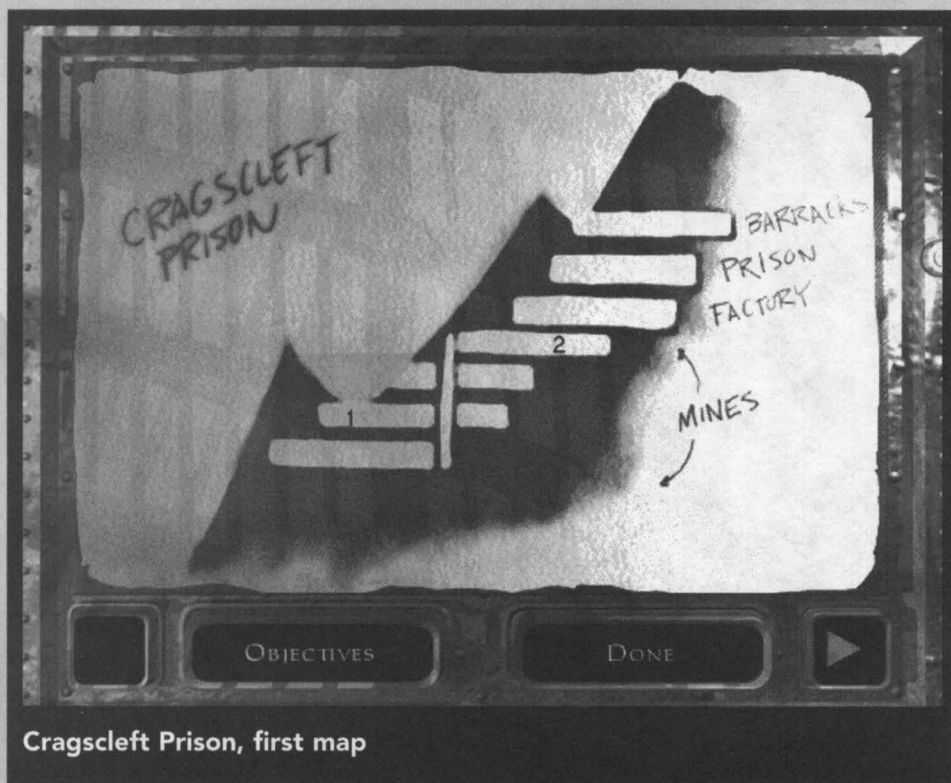 CRAGSCLEFT
PRISON
BARRACKS
PRISON
FACTORY
2
MINES
1
OBJECTIVES
DONE
Cragscleft Prison, first map